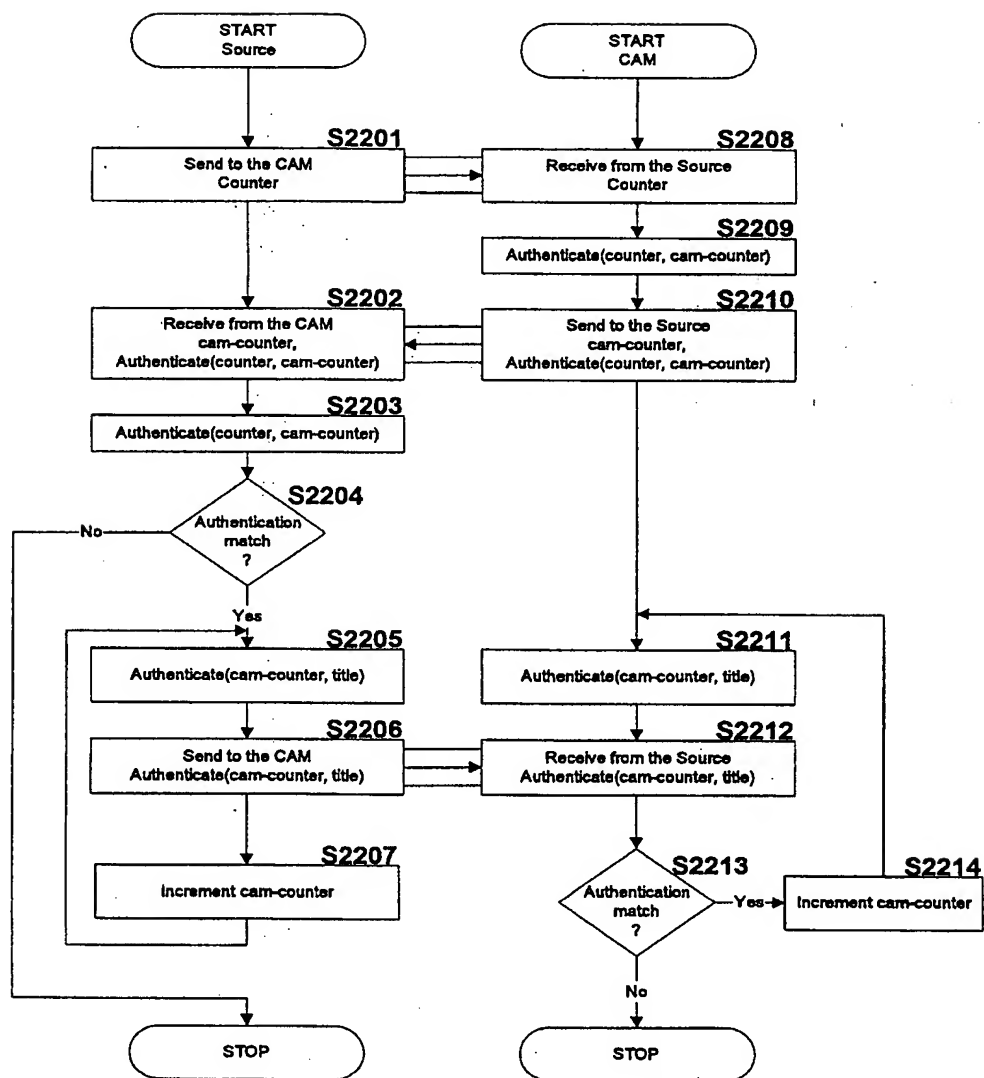 START
Source
START
CAM
S2201
Send to the CAM
Counter
S2208
Receive from the Source
Counter
S2209
Authenticate(counter, cam-counter)
S2202
Receive from the CAM
cam-counter,
Authenticate(counter, cam-counter)
S2210
Send to the Source
cam-counter,
Authenticate(counter, cam-counter)
S2203
Authenticate(counter, cam-counter)
S2204
Authentication
match
?
No
Yes
S2205
Authenticate(cam-counter, title)
S2211
Authenticate(cam-counter, title)
S2206
Send to the CAM
Authenticate(cam-counter, title)
S2212
Receive from the Source
Authenticate(cam-counter, title)
S2207
Increment cam-counter
S2213
Authentication
match
?
Yes
S2214
Increment cam-counter
No
STOP
STOP